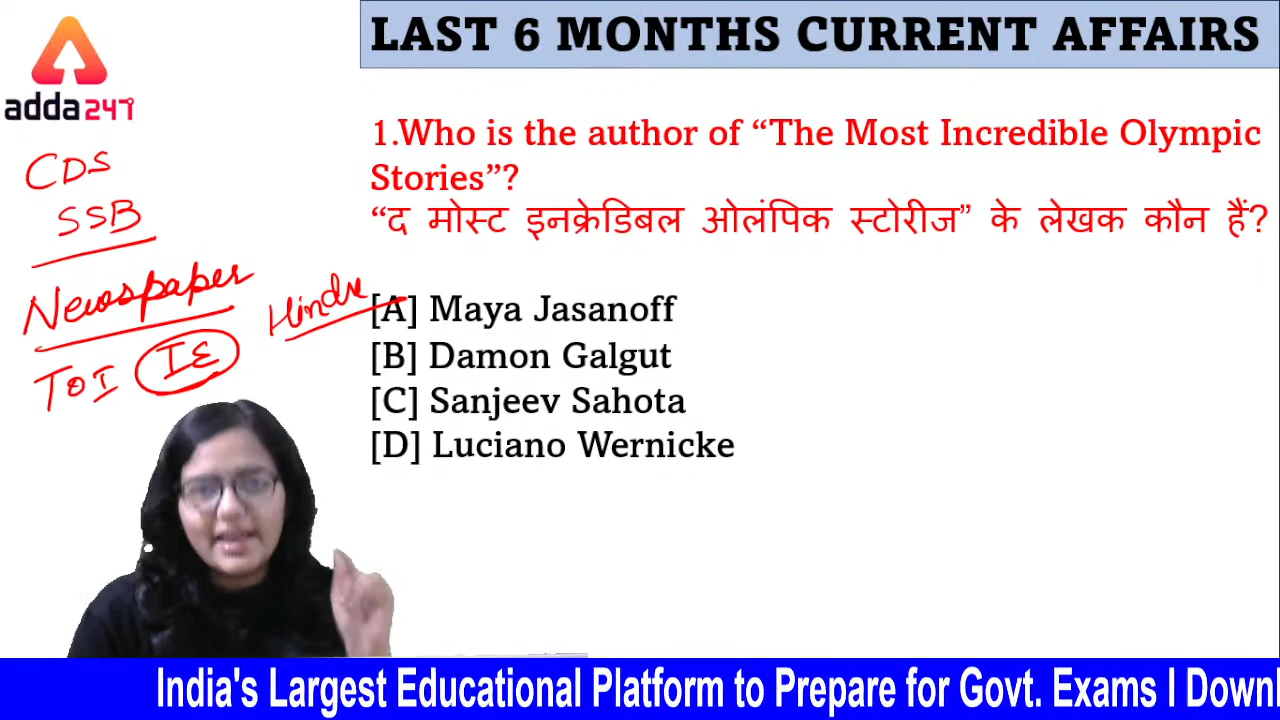 LAST 6 MONTHS CURRENT AFFAIRS
adda247
CDS
SSB
Newspaper
Hindu
TOI IE
1.Who is the author of “The Most Incredible Olympic
Stories”?
“द मोस्ट इनक्रेडिबल ओलंपिक स्टोरीज” के लेखक कौन हैं?
[A] Maya Jasanoff
[B] Damon Galgut
[C] Sanjeev Sahota
[D] Luciano Wernicke
India's Largest Educational Platform to Prepare for Govt. Exams I Down